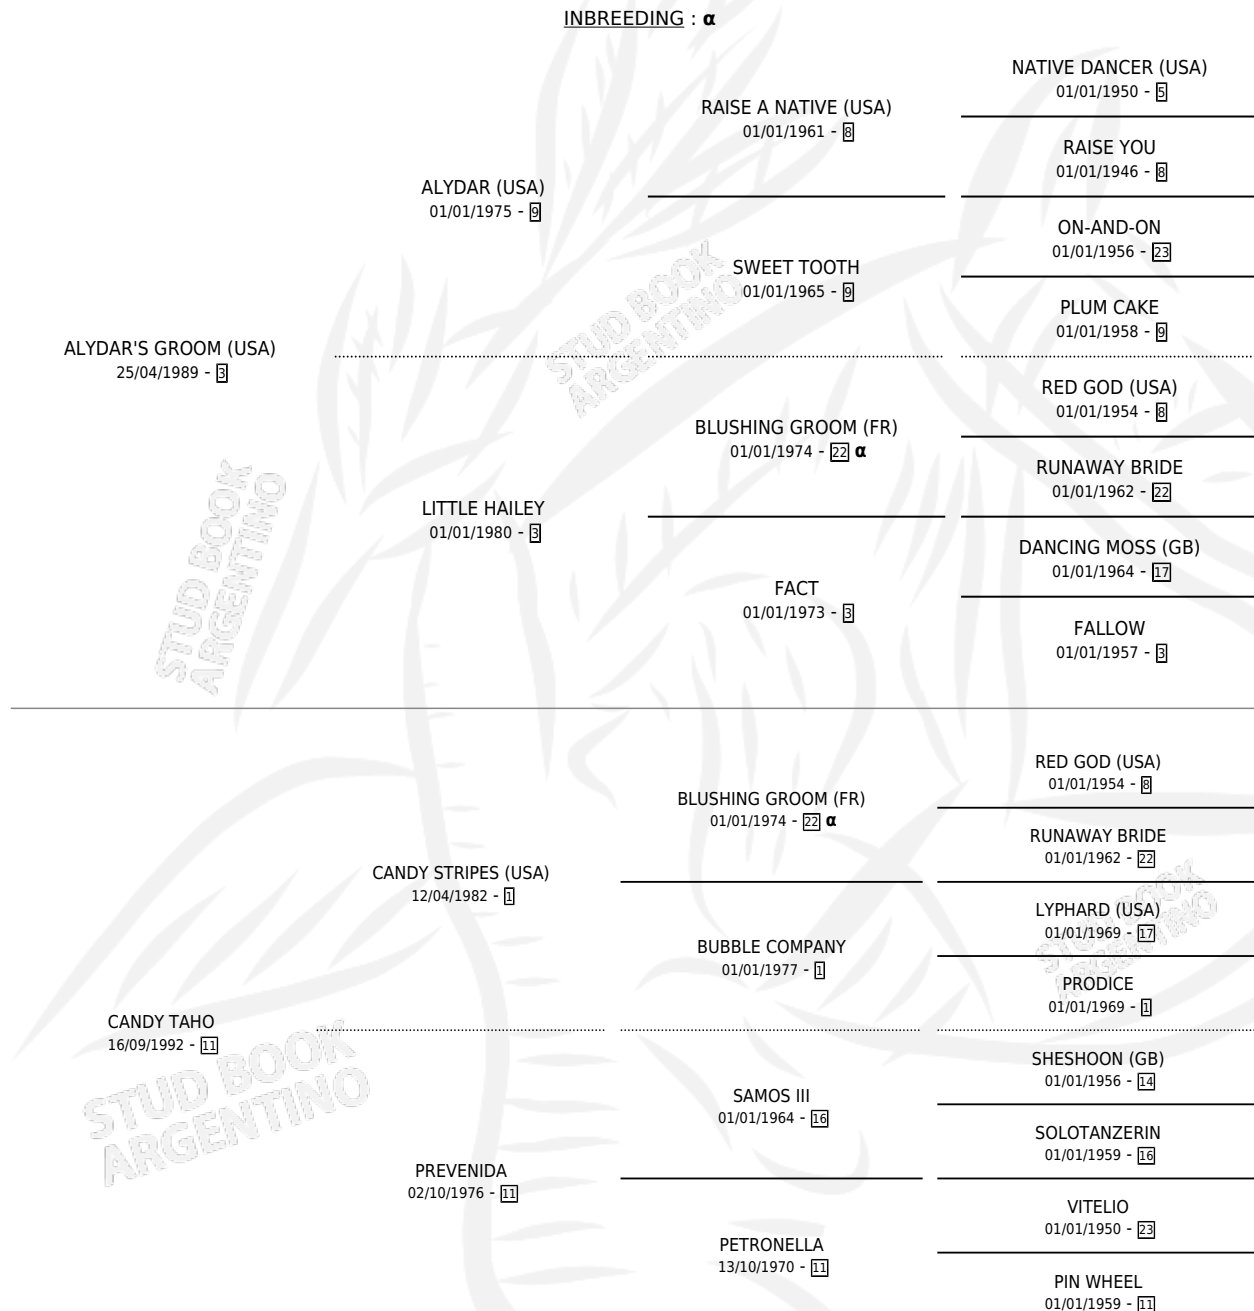 INBREEDING : α
NATIVE DANCER (USA)
01/01/1950 - 5
RAISE A NATIVE (USA)
01/01/1961 - 8
RAISE YOU
01/01/1946 - 8
ALYDAR (USA)
01/01/1975 - 9
ON-AND-ON
01/01/1956 - 23
SWEET TOOTH
01/01/1965 - 9
PLUM CAKE
01/01/1958 - 9
ALYDAR'S GROOM (USA)
25/04/1989 - 3
RED GOD (USA)
01/01/1954 - 8
BLUSHING GROOM (FR)
01/01/1974 - 22 α
RUNAWAY BRIDE
01/01/1962 - 22
LITTLE HAILEY
01/01/1980 - 3
DANCING MOSS (GB)
01/01/1964 - 17
FACT
01/01/1973 - 3
FALLOW
01/01/1957 - 3
RED GOD (USA)
01/01/1954 - 8
BLUSHING GROOM (FR)
01/01/1974 - 22 α
RUNAWAY BRIDE
01/01/1962 - 22
CANDY STRIPES (USA)
12/04/1982 - 1
LYPHARD (USA)
01/01/1969 - 17
BUBBLE COMPANY
01/01/1977 - 1
PRODICE
01/01/1969 - 1
CANDY TAHO
16/09/1992 - 11
SHESHOON (GB)
01/01/1956 - 14
SAMOS III
01/01/1964 - 16
SOLOTANZERIN
01/01/1959 - 16
PREVENIDA
02/10/1976 - 11
VITELIO
01/01/1950 - 23
PETRONELLA
13/10/1970 - 11
PIN WHEEL
01/01/1959 - 11
STUD BOOK
ARGENTINO
STUD BOOK
ARGENTINO
STUD BOOK
ARGENTINO
STUD BOOK
ARGENTINO